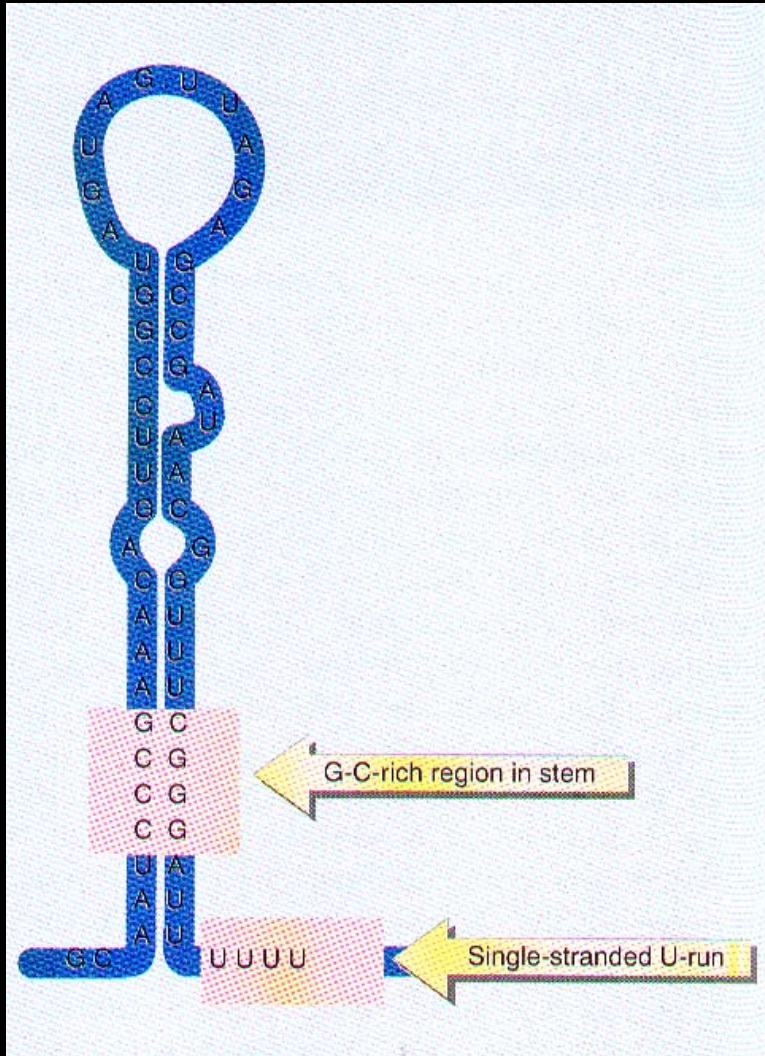 A G U U
U A
G G
A A
U G
G C
G C
C G
A
C
U
U A
U A
G C
A G
C G
A U
A U
A U
G C
C G
G-C-rich region in stem
C G
C G
U A
A U
A U
GC UUUU Single-stranded U-run